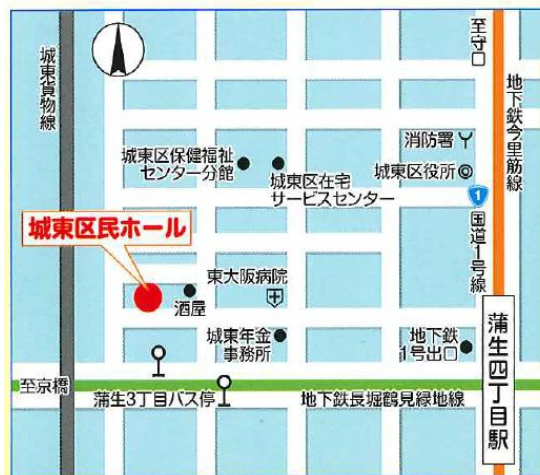 至守口
城東貨物線
地下鉄今里筋線
消防署
城東区保健福祉
センター分館
城東区役所
城東区在宅
サービスセンター
1
国道1号線
城東区民ホール
東大阪病院
酒屋
城東年金
事務所
地下鉄
1号出口
蒲生四丁目駅
至京橋
蒲生3丁目バス停
地下鉄長堀鶴見緑地線